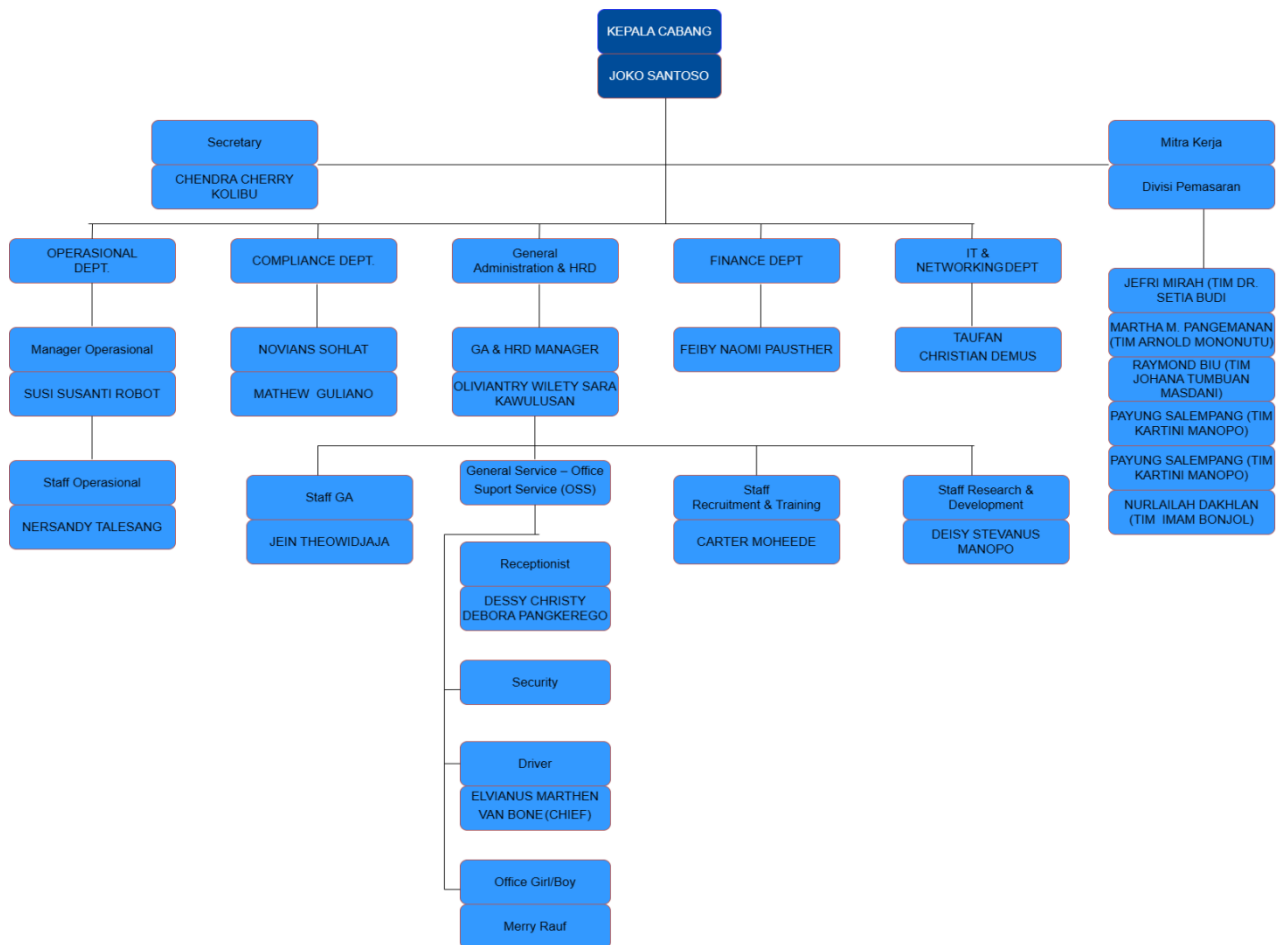 KEPALA CABANG
JOKO SANTOSO
Secretary
CHENDRA CHERRY
KOLIBU
Mitra Kerja
Divisi Pemasaran
OPERASIONAL
DEPT.
COMPLIANCE DEPT.
General
Administration & HRD
FINANCE DEPT
IT &
NETWORKING DEPT
Manager Operasional
SUSI SUSANTI ROBOT
NOVIANS SOHLAT
MATHEW GULIANO
GA & HRD MANAGER
OLIVIANTRY WILETY SARA
KAWULUSAN
FEIBY NAOMI PAUSTHER
TAUFAN
CHRISTIAN DEMUS
JEFRI MIRAH (TIM DR.
SETIA BUDI
MARTHA M. PANGEMANAN
(TIM ARNOLD MONONUTU)
RAYMOND BIU (TIM
JOHANA TUMBUAN
MASDANI)
PAYUNG SALEMPANG (TIM
KARTINI MANOPO)
PAYUNG SALEMPANG (TIM
KARTINI MANOPO)
NURLAILAH DAKHLAN
(TIM IMAM BONJOL)
Staff Operasional
NERSANDY TALESANG
Staff GA
JEIN THEOWIDJAJA
General Service – Office
Suport Service (OSS)
Staff
Recruitment & Training
CARTER MOHEEDE
Staff Research &
Development
DEISY STEVANUS
MANOPO
Receptionist
DESSY CHRISTY
DEBORA PANGKEREGO
Security
Driver
ELVIANUS MARTHEN
VAN BONE (CHIEF)
Office Girl/Boy
Merry Rauf